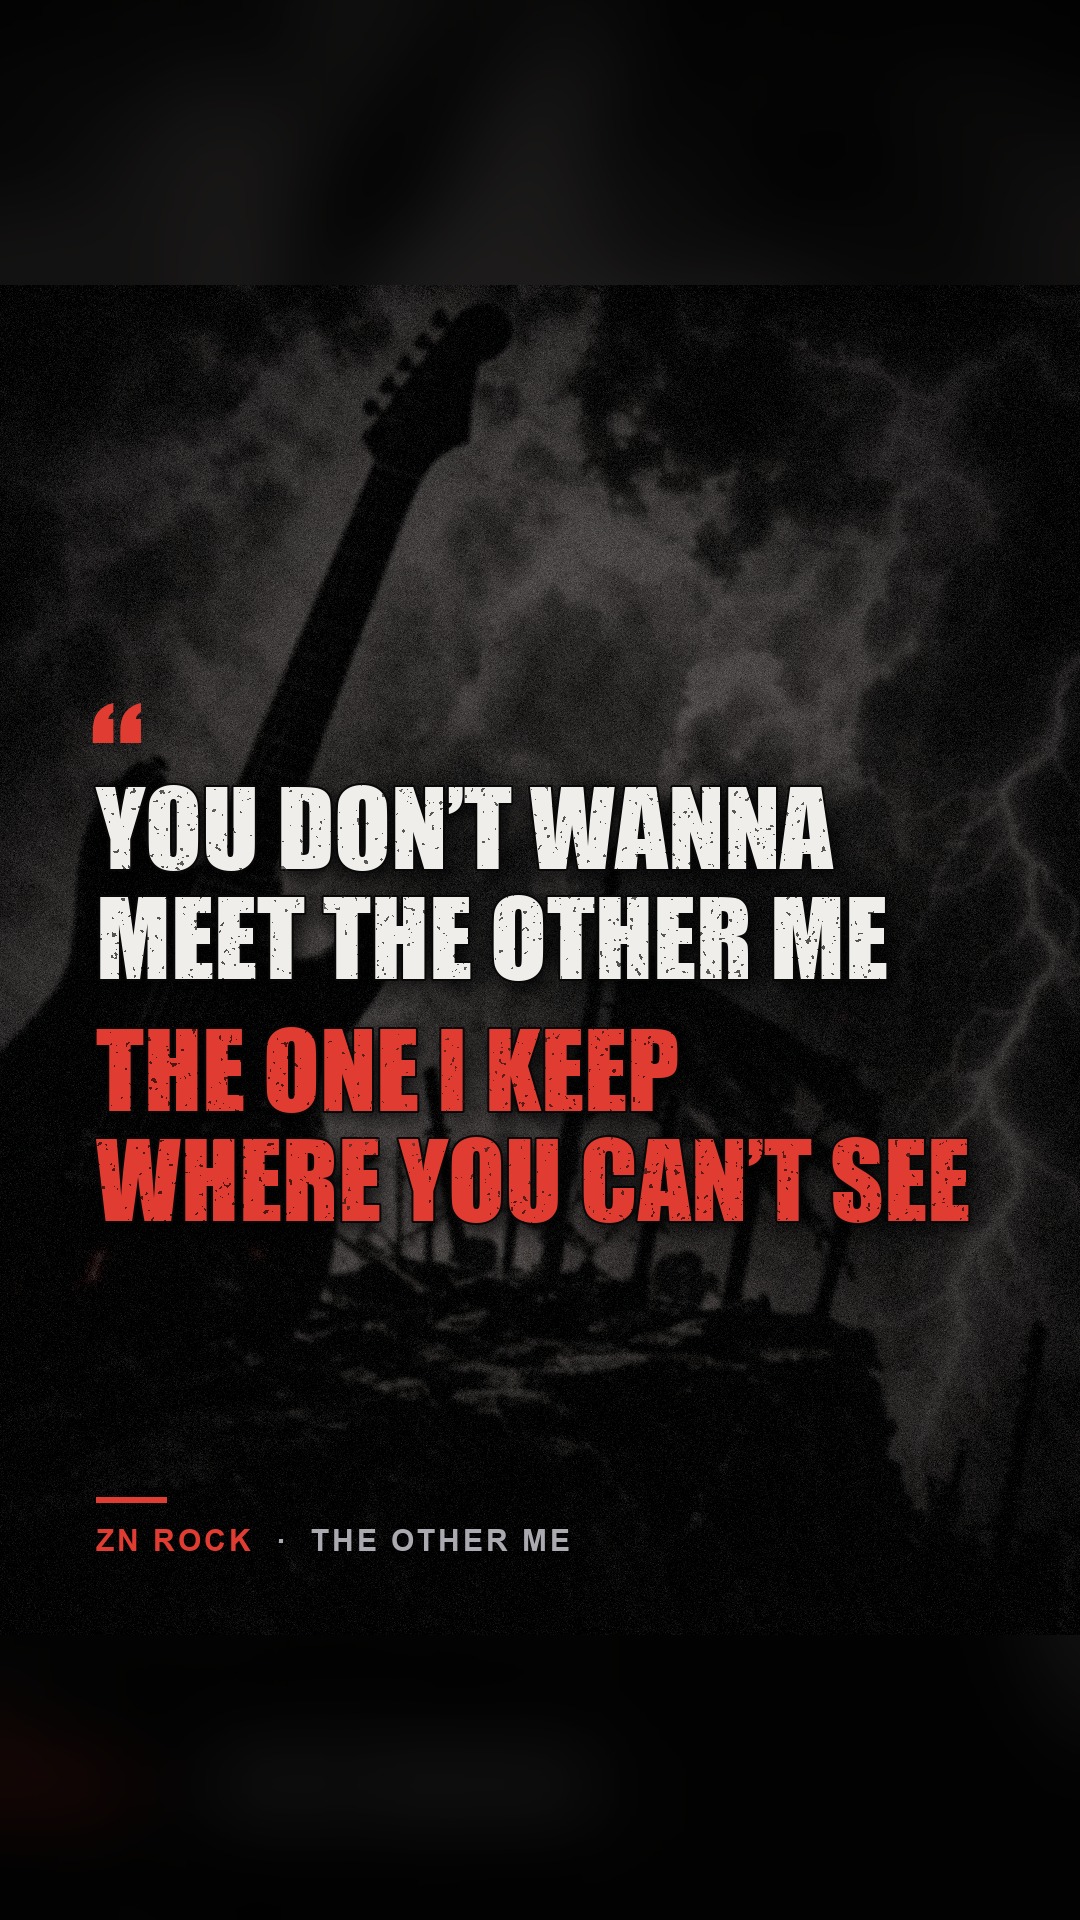 “
YOU DON’T WANNA
MEET THE OTHER ME
THE ONE I KEEP
WHERE YOU CAN’T SEE
ZN ROCK · THE OTHER ME